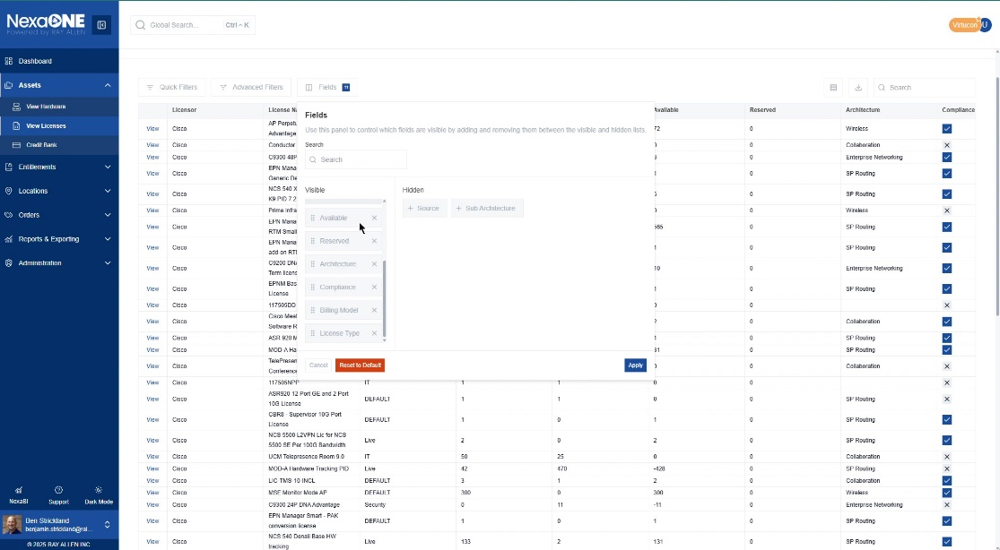 NexaONE
Powered by RAY ALLEN
Global Search...
Ctrl+K
Virtucon
U
Dashboard
Assets
View Hardware
View Licenses
Credit Bank
Entitlements
Locations
Orders
Reports & Exporting
Administration
NexaBI
Support
Dark Mode
Ben Strickland
benjamin.strickland@rai...
© 2025 RAY ALLEN INC
Quick Filters
Advanced Filters
Fields 11
Search
Licensor License N Available Reserved Architecture Compliance
Fields
Use this panel to control which fields are visible by adding and removing them between the visible and hidden lists.
Search
Search
Visible
Available
Reserved
Architecture
Compliance
Billing Model
License Type
Hidden
Source
Sub Architecture
Cancel
Reset to Default
Apply
View Cisco AP Perpetu
Advantage 72 0 Wireless
View Cisco Conductor 0 Collaboration
View Cisco C9300 48P 0 Enterprise Networking
View Cisco EPN Mana
Generic De 1 0 SP Routing
View Cisco NCS 540 X
K9 PID 7.2 0 SP Routing
View Cisco Prime Infra 0 Wireless
View Cisco EPN Mana
RTM Small 565 0 SP Routing
View Cisco EPN Mana
add-on RT 1 0 SP Routing
View Cisco C9200 DNA
Term licens 10 0 Enterprise Networking
View Cisco EPNM Bas
License 1 0 SP Routing
View Cisco 117505DD 0
View Cisco Cisco Meet
Software R 2 0 Collaboration
View Cisco ASR 920 M 1 0 SP Routing
View Cisco MOD-A Ha 31 0 SP Routing
View Cisco TelePresen
Conference 0 Collaboration
View Cisco 117505NPP IT 1 1 0 0
View Cisco ASR920 12 Port GE and 2 Port
10G License DEFAULT 1 1 0 0 SP Routing
View Cisco CBR8 - Supervisor 10G Port
License DEFAULT 1 0 1 0 SP Routing
View Cisco NCS 5500 L2VPN Lic for NCS
5500 SE Per 100G Bandwidth Live 2 0 2 0 SP Routing
View Cisco UCM Telepresence Room 9.0 IT 50 25 0 0 Collaboration
View Cisco MOD-A Hardware Tracking PID Live 42 470 -428 0 SP Routing
View Cisco LIC-TMS-10-INCL DEFAULT 3 1 2 0 Collaboration
View Cisco MSE Monitor Mode AP DEFAULT 300 0 300 0 Wireless
View Cisco C9300 24P DNA Advantage Security 0 11 -11 0 Enterprise Networking
View Cisco EPN Manager Smart - PAK
conversion license DEFAULT 1 0 1 0 SP Routing
View Cisco NCS 540 Denali Base HW
tracking Live 133 2 131 0 SP Routing